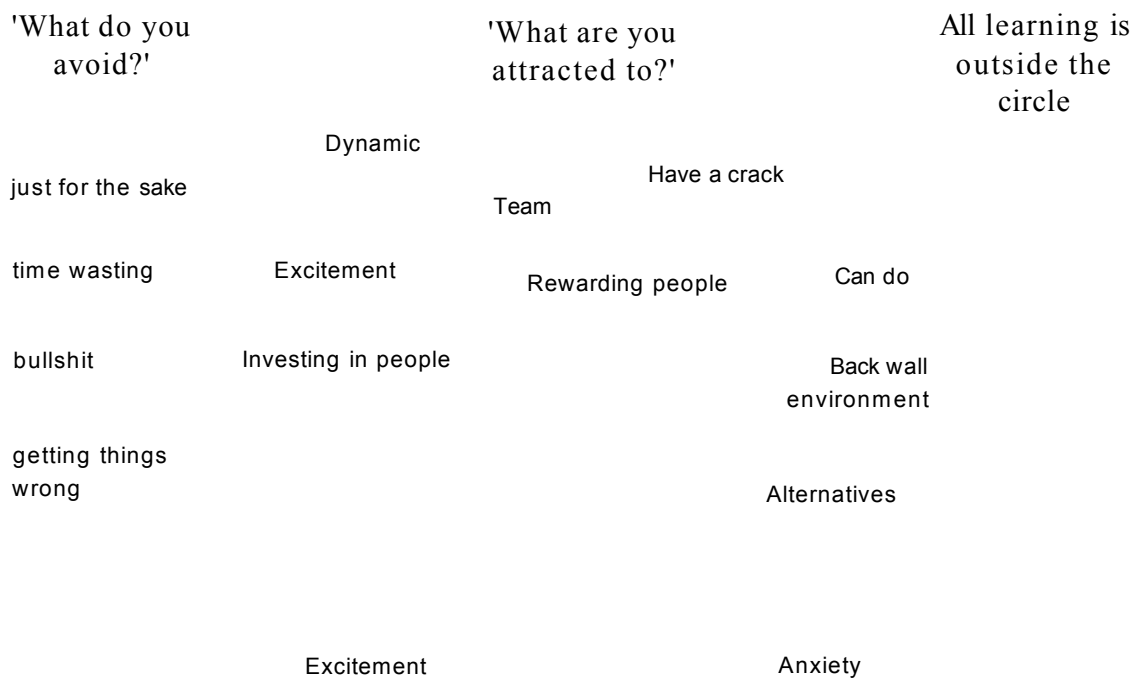 'What do you
avoid?'
'What are you
attracted to?'
All learning is
outside the
circle
Dynamic
just for the sake
Have a crack
Team
time wasting
Excitement
Rewarding people
Can do
bullshit
Investing in people
Back wall
environment
getting things
wrong
Alternatives
Excitement
Anxiety